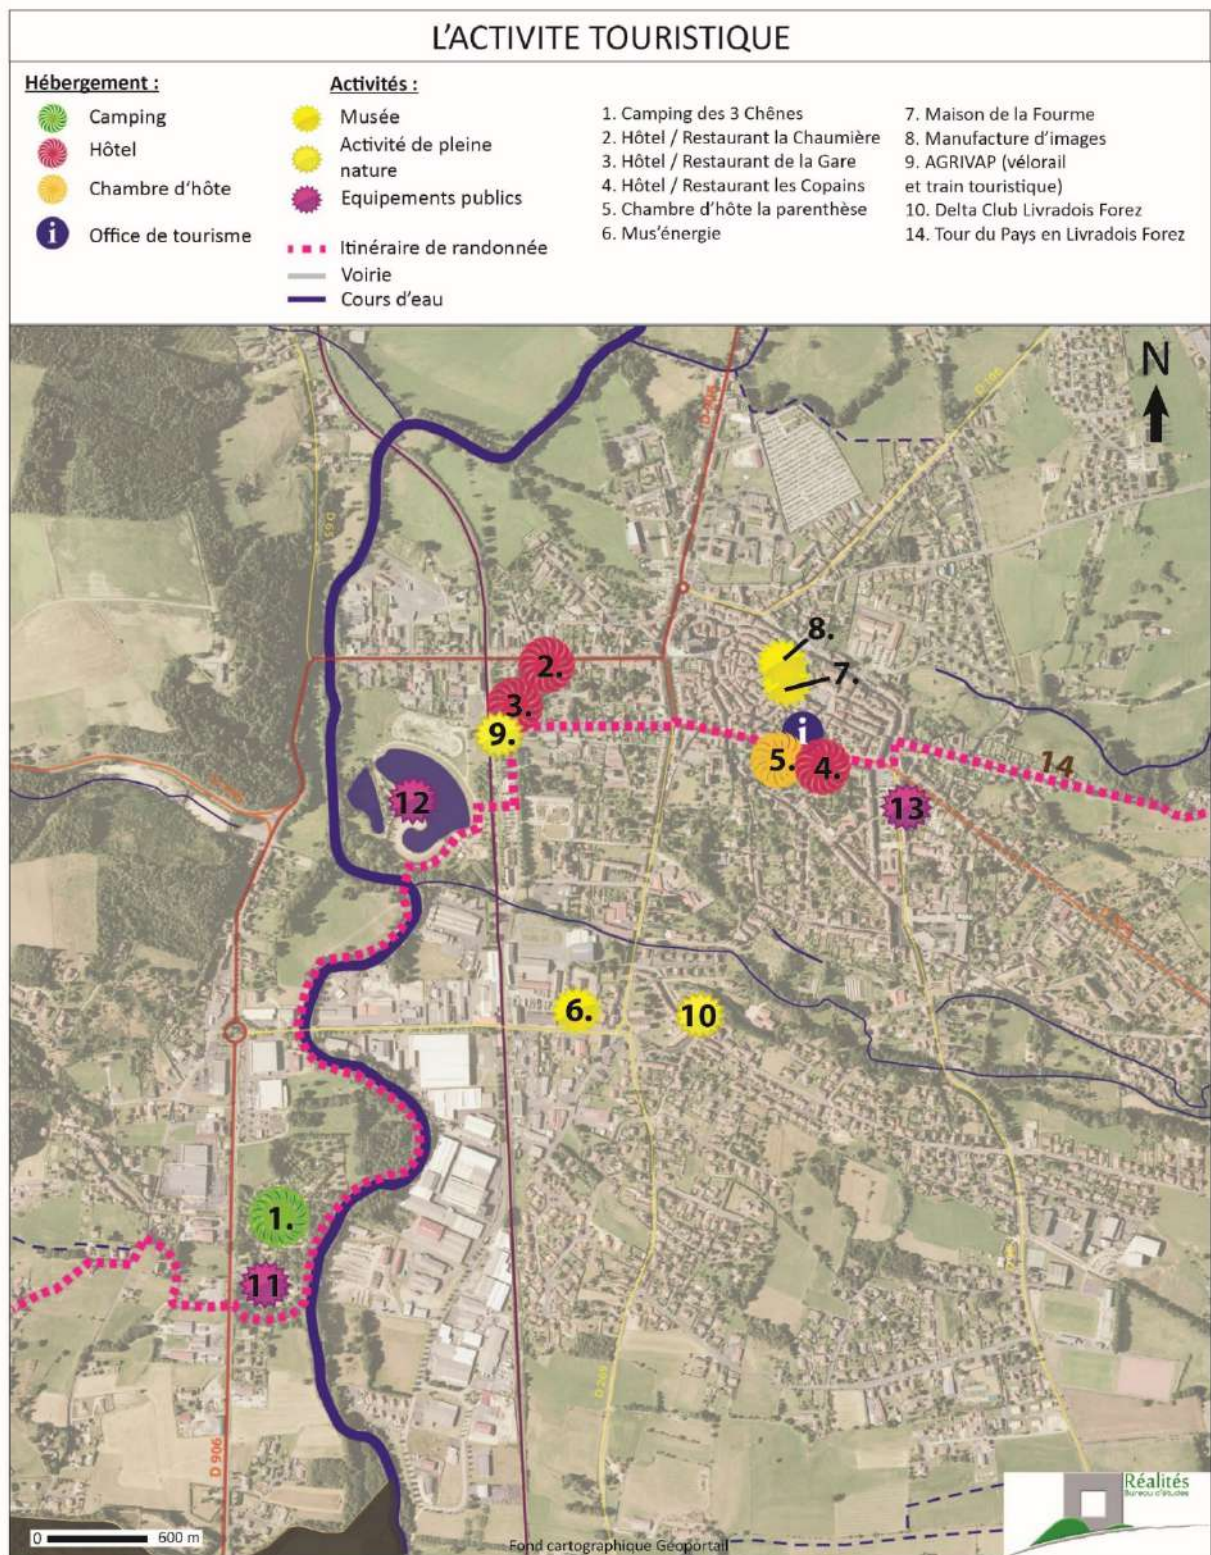 L'ACTIVITE TOURISTIQUE
Hébergement :
Camping
Hôtel
Chambre d'hôte
i Office de tourisme
Activités :
Musée
Activité de pleine
nature
Equipements publics
Itinéraire de randonnée
Voirie
Cours d'eau
1. Camping des 3 Chênes
2. Hôtel / Restaurant la Chaumière
3. Hôtel / Restaurant de la Gare
4. Hôtel / Restaurant les Copains
5. Chambre d'hôte la parenthèse
6. Mus'énergie
7. Maison de la Fourme
8. Manufacture d'images
9. AGRIVAP (vélorail
et train touristique)
10. Delta Club Livradois Forez
14. Tour du Pays en Livradois Forez
N
D 906
8.
2.
7.
3.
9.
i
5.
4.
14
12
13
6.
10
1.
11
D 906
0 600 m
Fond cartographique Géoportail
Réalités
Bureau d'études